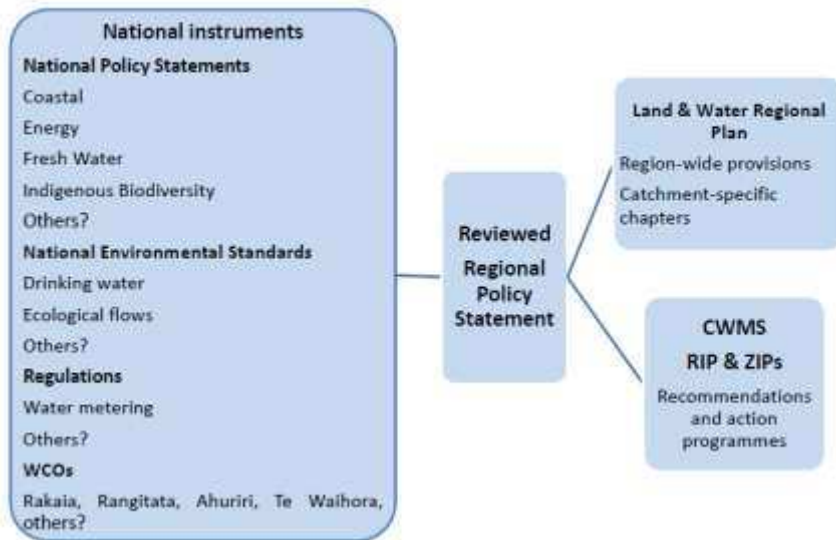 National instruments
National Policy Statements
Coastal
Energy
Fresh Water
Indigenous Biodiversity
Others?
National Environmental Standards
Drinking water
Ecological flows
Others?
Regulations
Water metering
Others?
WCOs
Rakaia, Rangitata, Ahuriri, Te Waihora,
others?
Reviewed
Regional
Policy
Statement
Land & Water Regional
Plan
Region-wide provisions
Catchment-specific
chapters
CWMS
RIP & ZIPs
Recommendations
and action
programmes